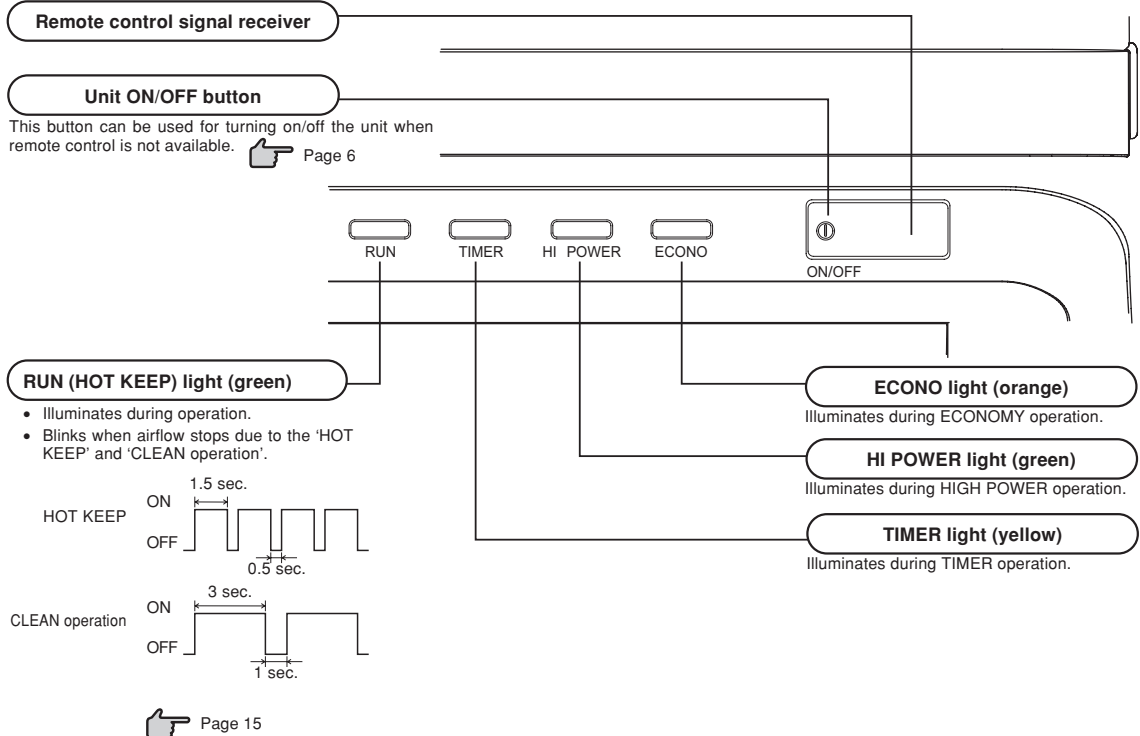 Remote control signal receiver
Unit ON/OFF button
This button can be used for turning on/off the unit when
remote control is not available.
Page 6
RUN
TIMER
HI POWER
ECONO
ON/OFF
RUN (HOT KEEP) light (green)
• Illuminates during operation.
• Blinks when airflow stops due to the ‘HOT
KEEP’ and ‘CLEAN operation’.
1.5 sec.
HOT KEEP
ON
OFF
0.5 sec.
3 sec.
CLEAN operation
ON
OFF
1 sec.
Page 15
ECONO light (orange)
Illuminates during ECONOMY operation.
HI POWER light (green)
Illuminates during HIGH POWER operation.
TIMER light (yellow)
Illuminates during TIMER operation.